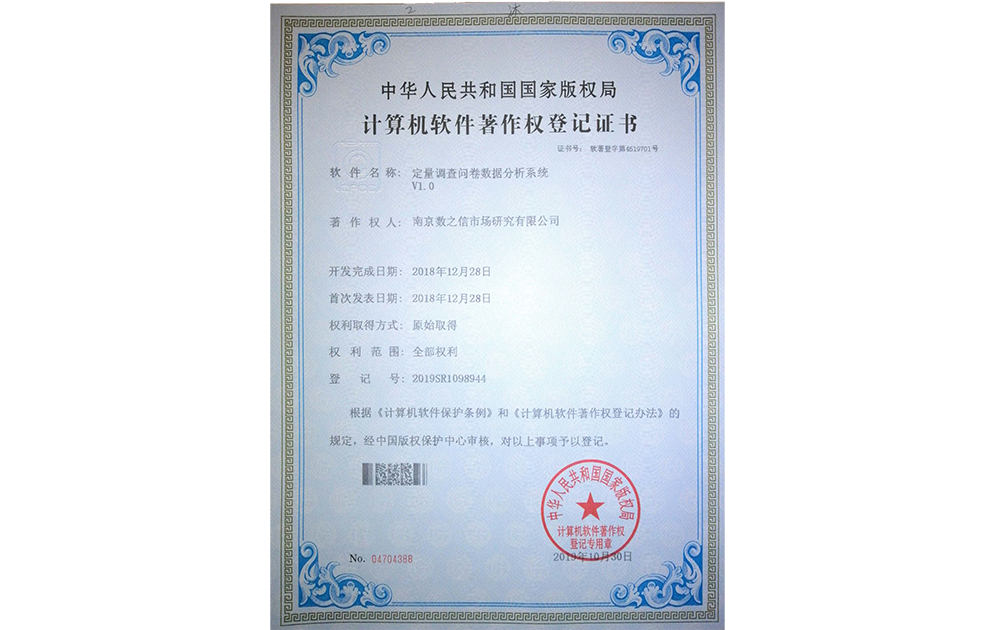 中华人民共和国国家版权局
计算机软件著作权登记证书
证书号： 软著登字第4519701号
软件名称： 定量调查问卷数据分析系统
V1.0
著作权人： 南京数之信市场研究有限公司
开发完成日期： 2018年12月28日
首次发表日期： 2018年12月28日
权利取得方式： 原始取得
权利范围： 全部权利
登记号： 2019SR1098944
根据《计算机软件保护条例》和《计算机软件著作权登记办法》的
规定，经中国版权保护中心审核，对以上事项予以登记。
中华人民共和国国家版权局
计算机软件著作权
登记专用章
2019年10月30日
No. 04704388